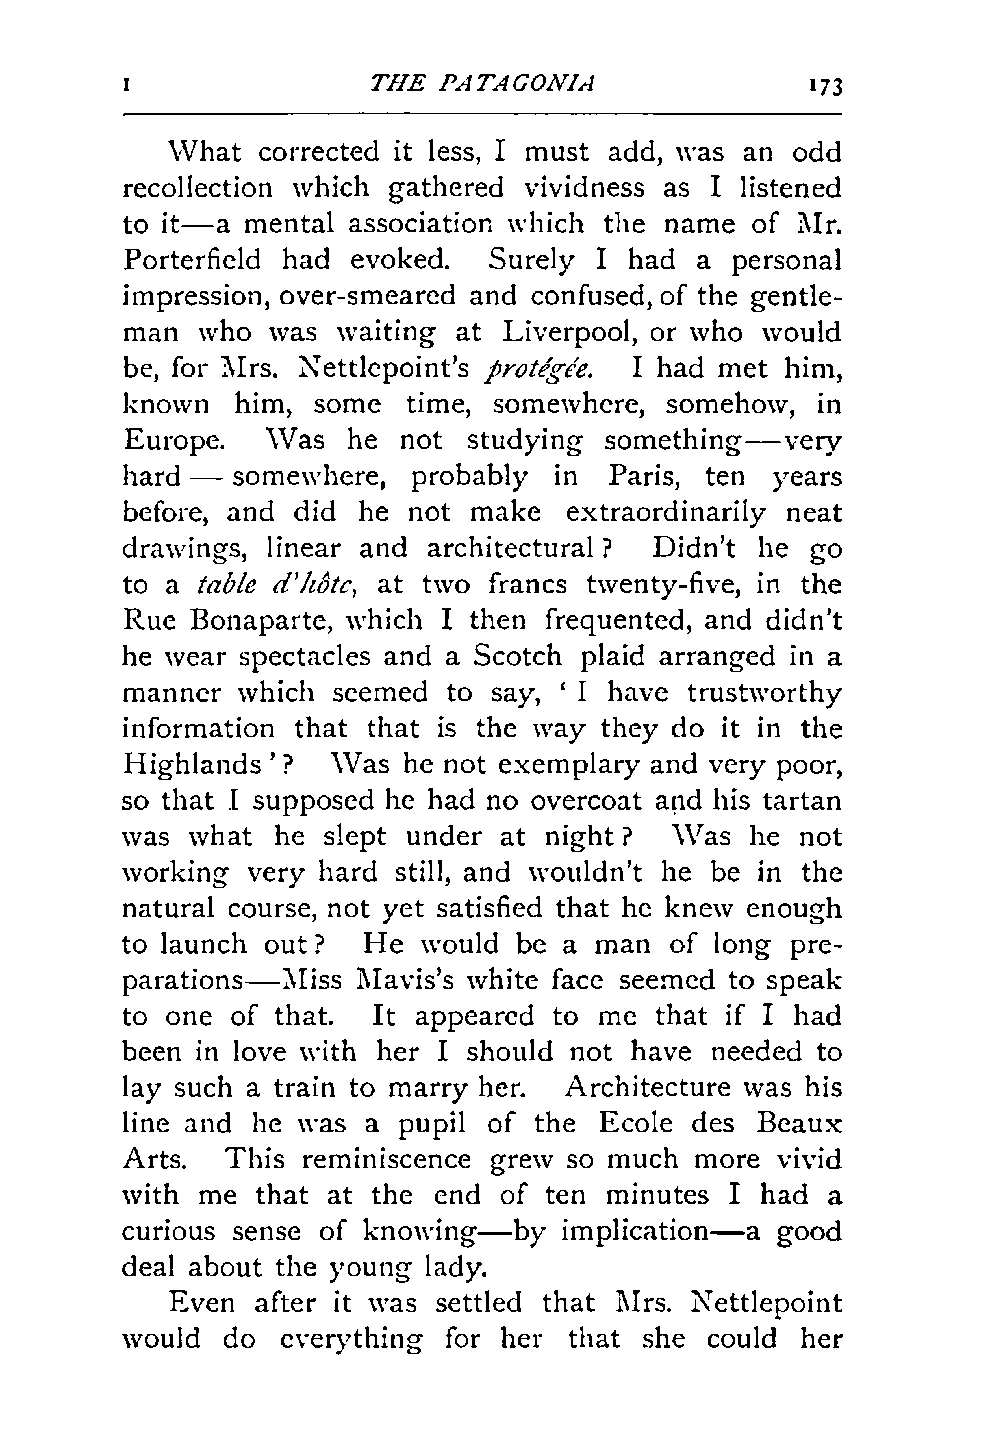 I THE PATAGONIA 173
What corrected it less, I must add, was an odd
recollection which gathered vividness as I listened
to it—a mental association which the name of Mr.
Porterfield had evoked. Surely I had a personal
impression, over-smeared and confused, of the gentle-
man who was waiting at Liverpool, or who would
be, for Mrs. Nettlepoint's protégée. I had met him,
known him, some time, somewhere, somehow, in
Europe. Was he not studying something—very
hard — somewhere, probably in Paris, ten years
before, and did he not make extraordinarily neat
drawings, linear and architectural? Didn't he go
to a table d'hôte, at two francs twenty-five, in the
Rue Bonaparte, which I then frequented, and didn't
he wear spectacles and a Scotch plaid arranged in a
manner which seemed to say, ‘I have trustworthy
information that that is the way they do it in the
Highlands’? Was he not exemplary and very poor,
so that I supposed he had no overcoat and his tartan
was what he slept under at night? Was he not
working very hard still, and wouldn't he be in the
natural course, not yet satisfied that he knew enough
to launch out? He would be a man of long pre-
parations—Miss Mavis's white face seemed to speak
to one of that. It appeared to me that if I had
been in love with her I should not have needed to
lay such a train to marry her. Architecture was his
line and he was a pupil of the Ecole des Beaux
Arts. This reminiscence grew so much more vivid
with me that at the end of ten minutes I had a
curious sense of knowing—by implication—a good
deal about the young lady.
Even after it was settled that Mrs. Nettlepoint
would do everything for her that she could her